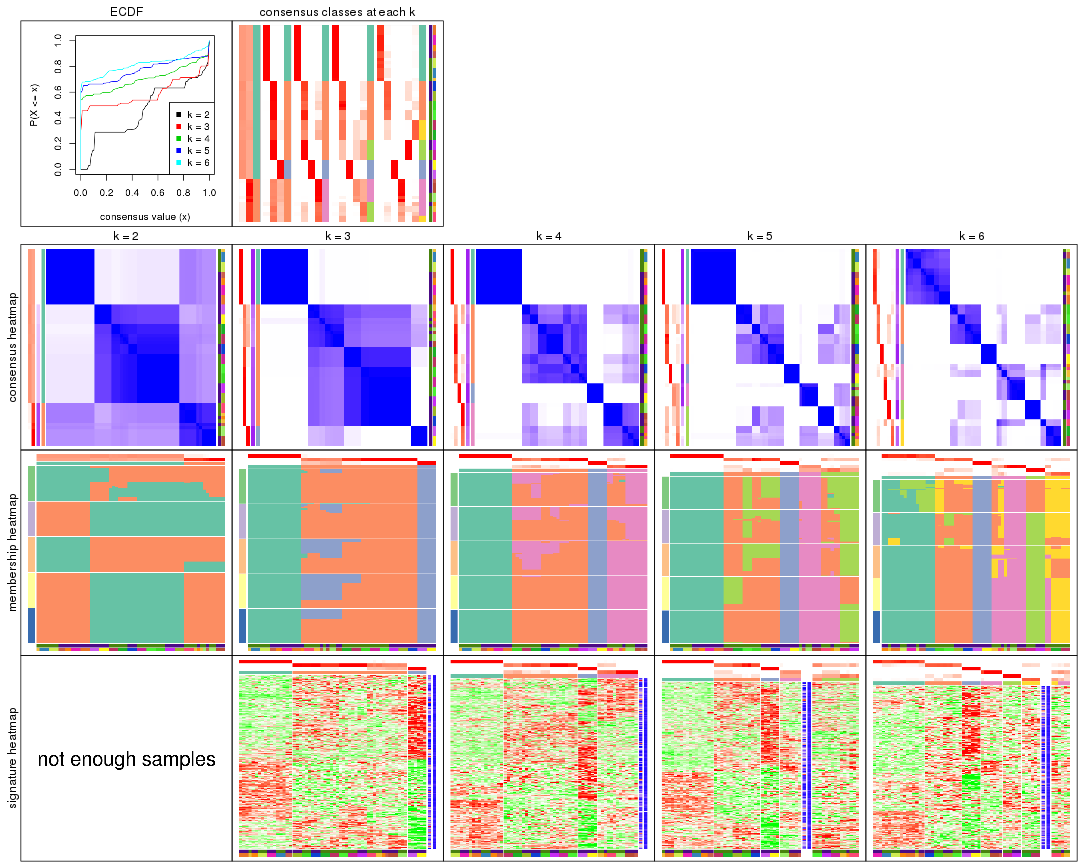 ECDF
consensus classes at each k
P(X <= x)
0.0 0.2 0.4 0.6 0.8 1.0
k = 2
k = 3
k = 4
k = 5
k = 6
0.0 0.2 0.4 0.6 0.8 1.0
consensus value (x)
k = 2
k = 3
k = 4
k = 5
k = 6
consensus heatmap
membership heatmap
signature heatmap
not enough samples